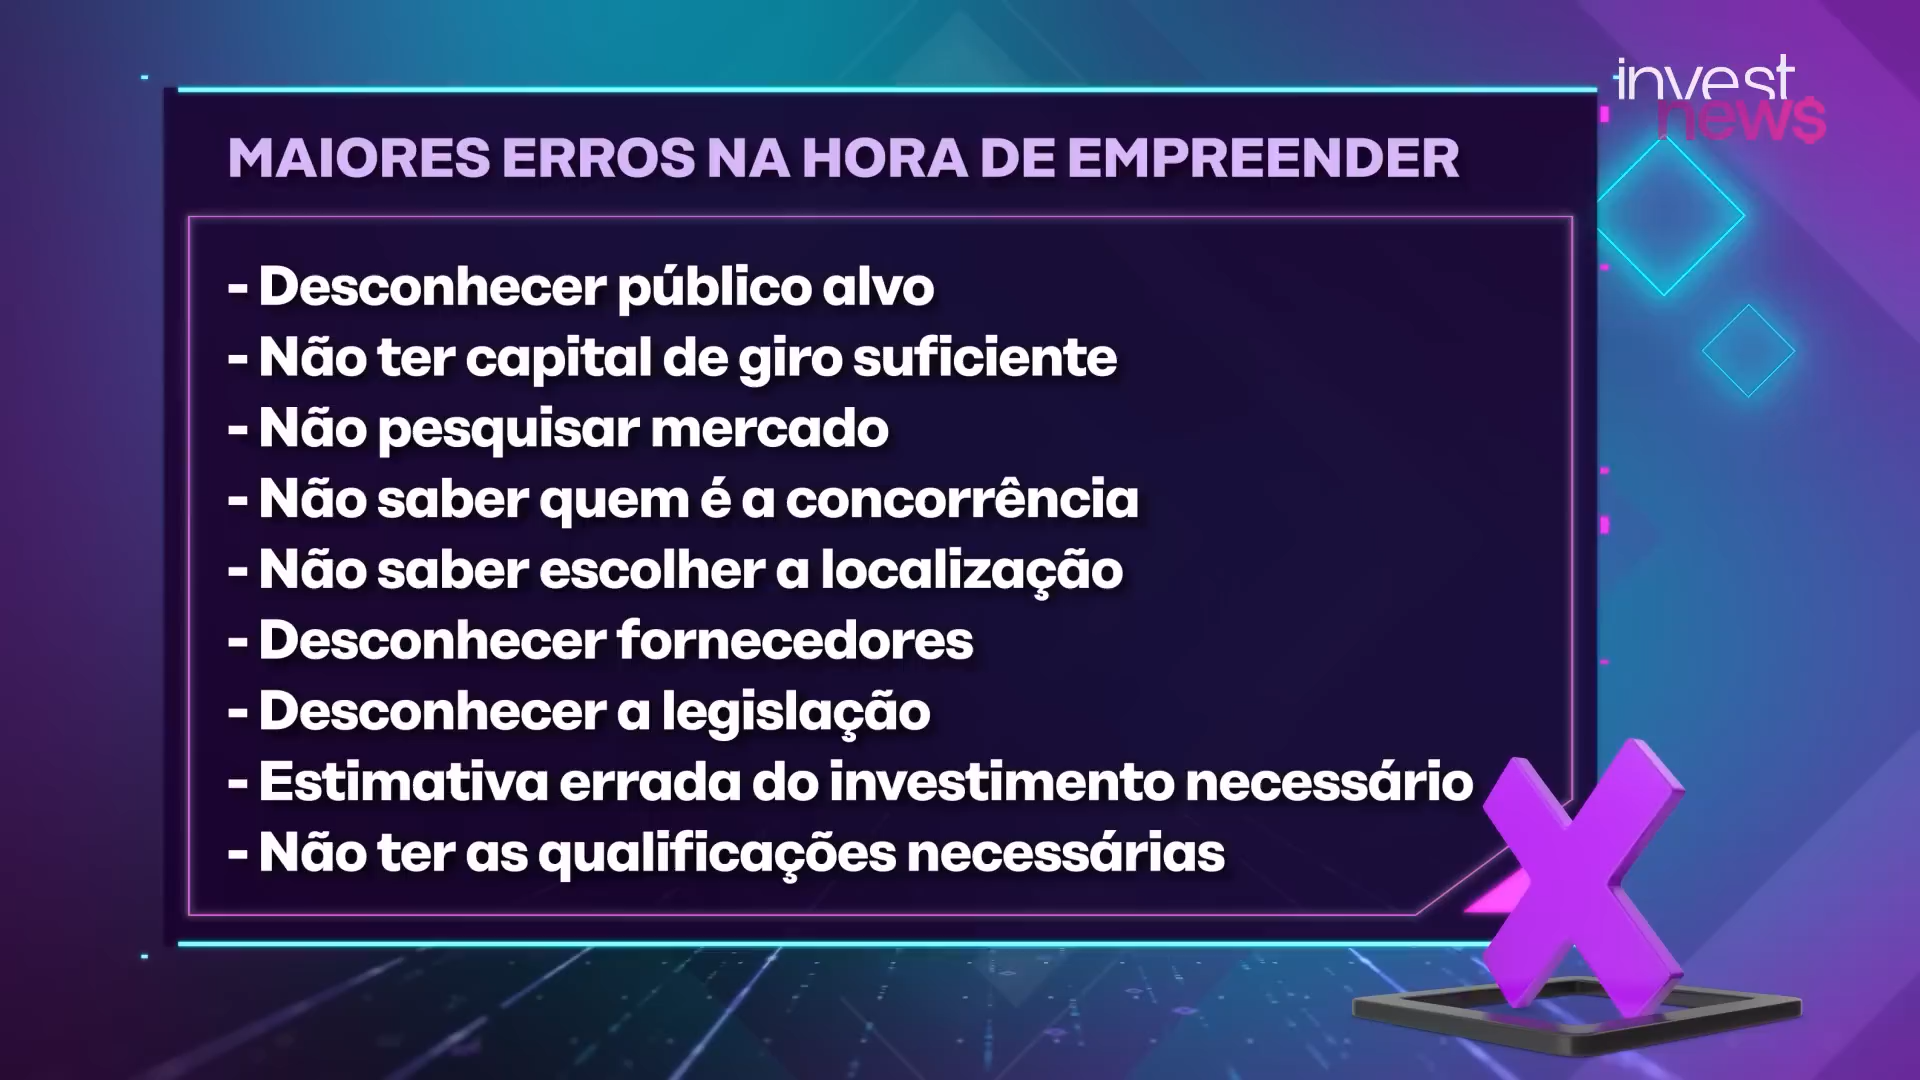 invest
news
MAIORES ERROS NA HORA DE EMPREENDER
- Desconhecer público alvo
- Não ter capital de giro suficiente
- Não pesquisar mercado
- Não saber quem é a concorrência
- Não saber escolher a localização
- Desconhecer fornecedores
- Desconhecer a legislação
- Estimativa errada do investimento necessário
- Não ter as qualificações necessárias